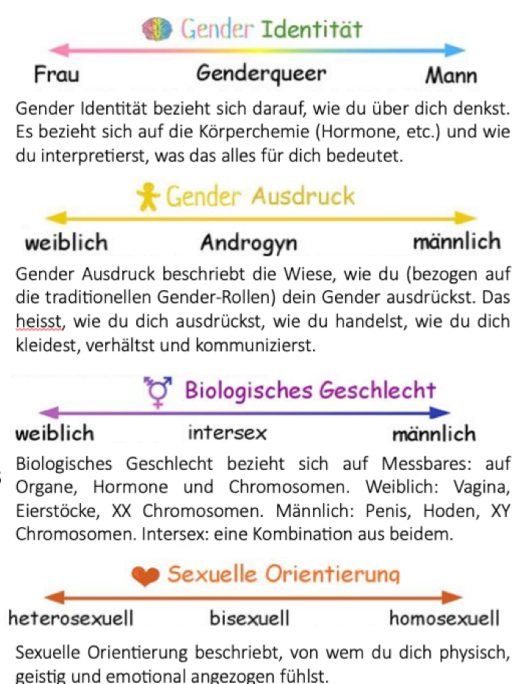 Gender Identität
Frau Genderqueer Mann
Gender Identität bezieht sich darauf, wie du über dich denkst.
Es bezieht sich auf die Körperchemie (Hormone, etc.) und wie
du interpretierst, was das alles für dich bedeutet.
Gender Ausdruck
weiblich Androgyn männlich
Gender Ausdruck beschriebt die Wiese, wie du (bezogen auf
die traditionellen Gender-Rollen) dein Gender ausdrückst. Das
heisst, wie du dich ausdrückst, wie du handelst, wie du dich
kleidest, verhältst und kommunizierst.
Biologisches Geschlecht
weiblich intersex männlich
Biologisches Geschlecht bezieht sich auf Messbares: auf
Organe, Hormone und Chromosomen. Weiblich: Vagina,
Eierstöcke, XX Chromosomen. Männlich: Penis, Hoden, XY
Chromosomen. Intersex: eine Kombination aus beidem.
Sexuelle Orientierung
heterosexuell bisexuell homosexuell
Sexuelle Orientierung beschriebt, von wem du dich physisch,
geistig und emotional angezogen fühlst.